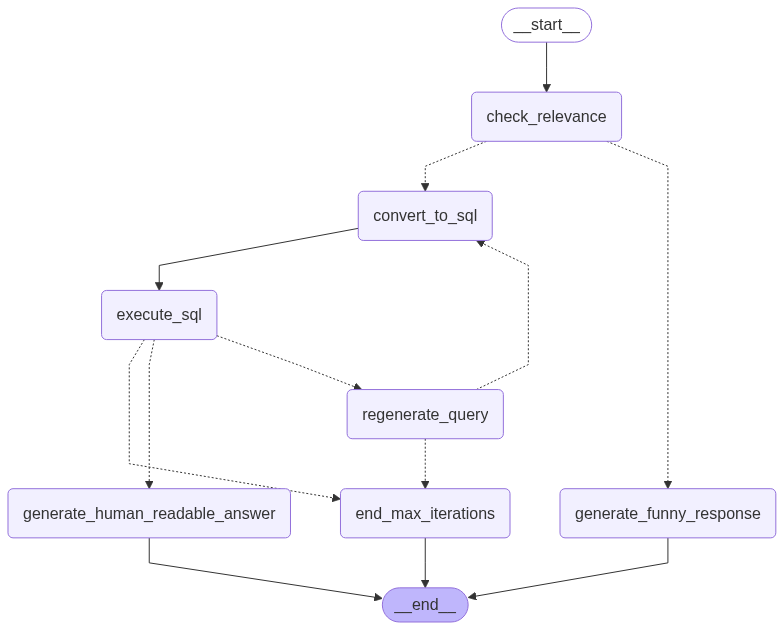 __start__
check_relevance
convert_to_sql
execute_sql
regenerate_query
generate_human_readable_answer
end_max_iterations
generate_funny_response
__end__